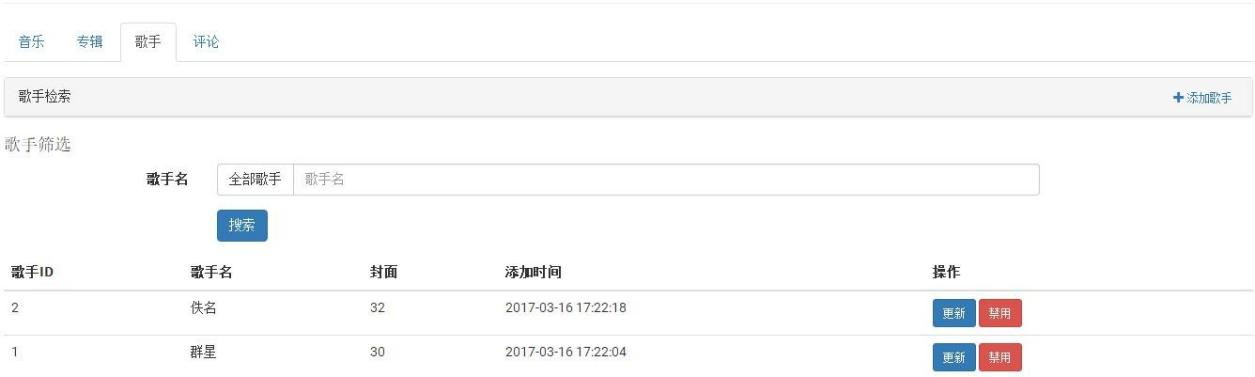 音乐 专辑 歌手 评论
歌手检索 添加歌手
歌手筛选
歌手名 全部歌手 歌手名
搜索
歌手ID 歌手名 封面 添加时间 操作
2 佚名 32 2017-03-16 17:22:18 更新 禁用
1 群星 30 2017-03-16 17:22:04 更新 禁用